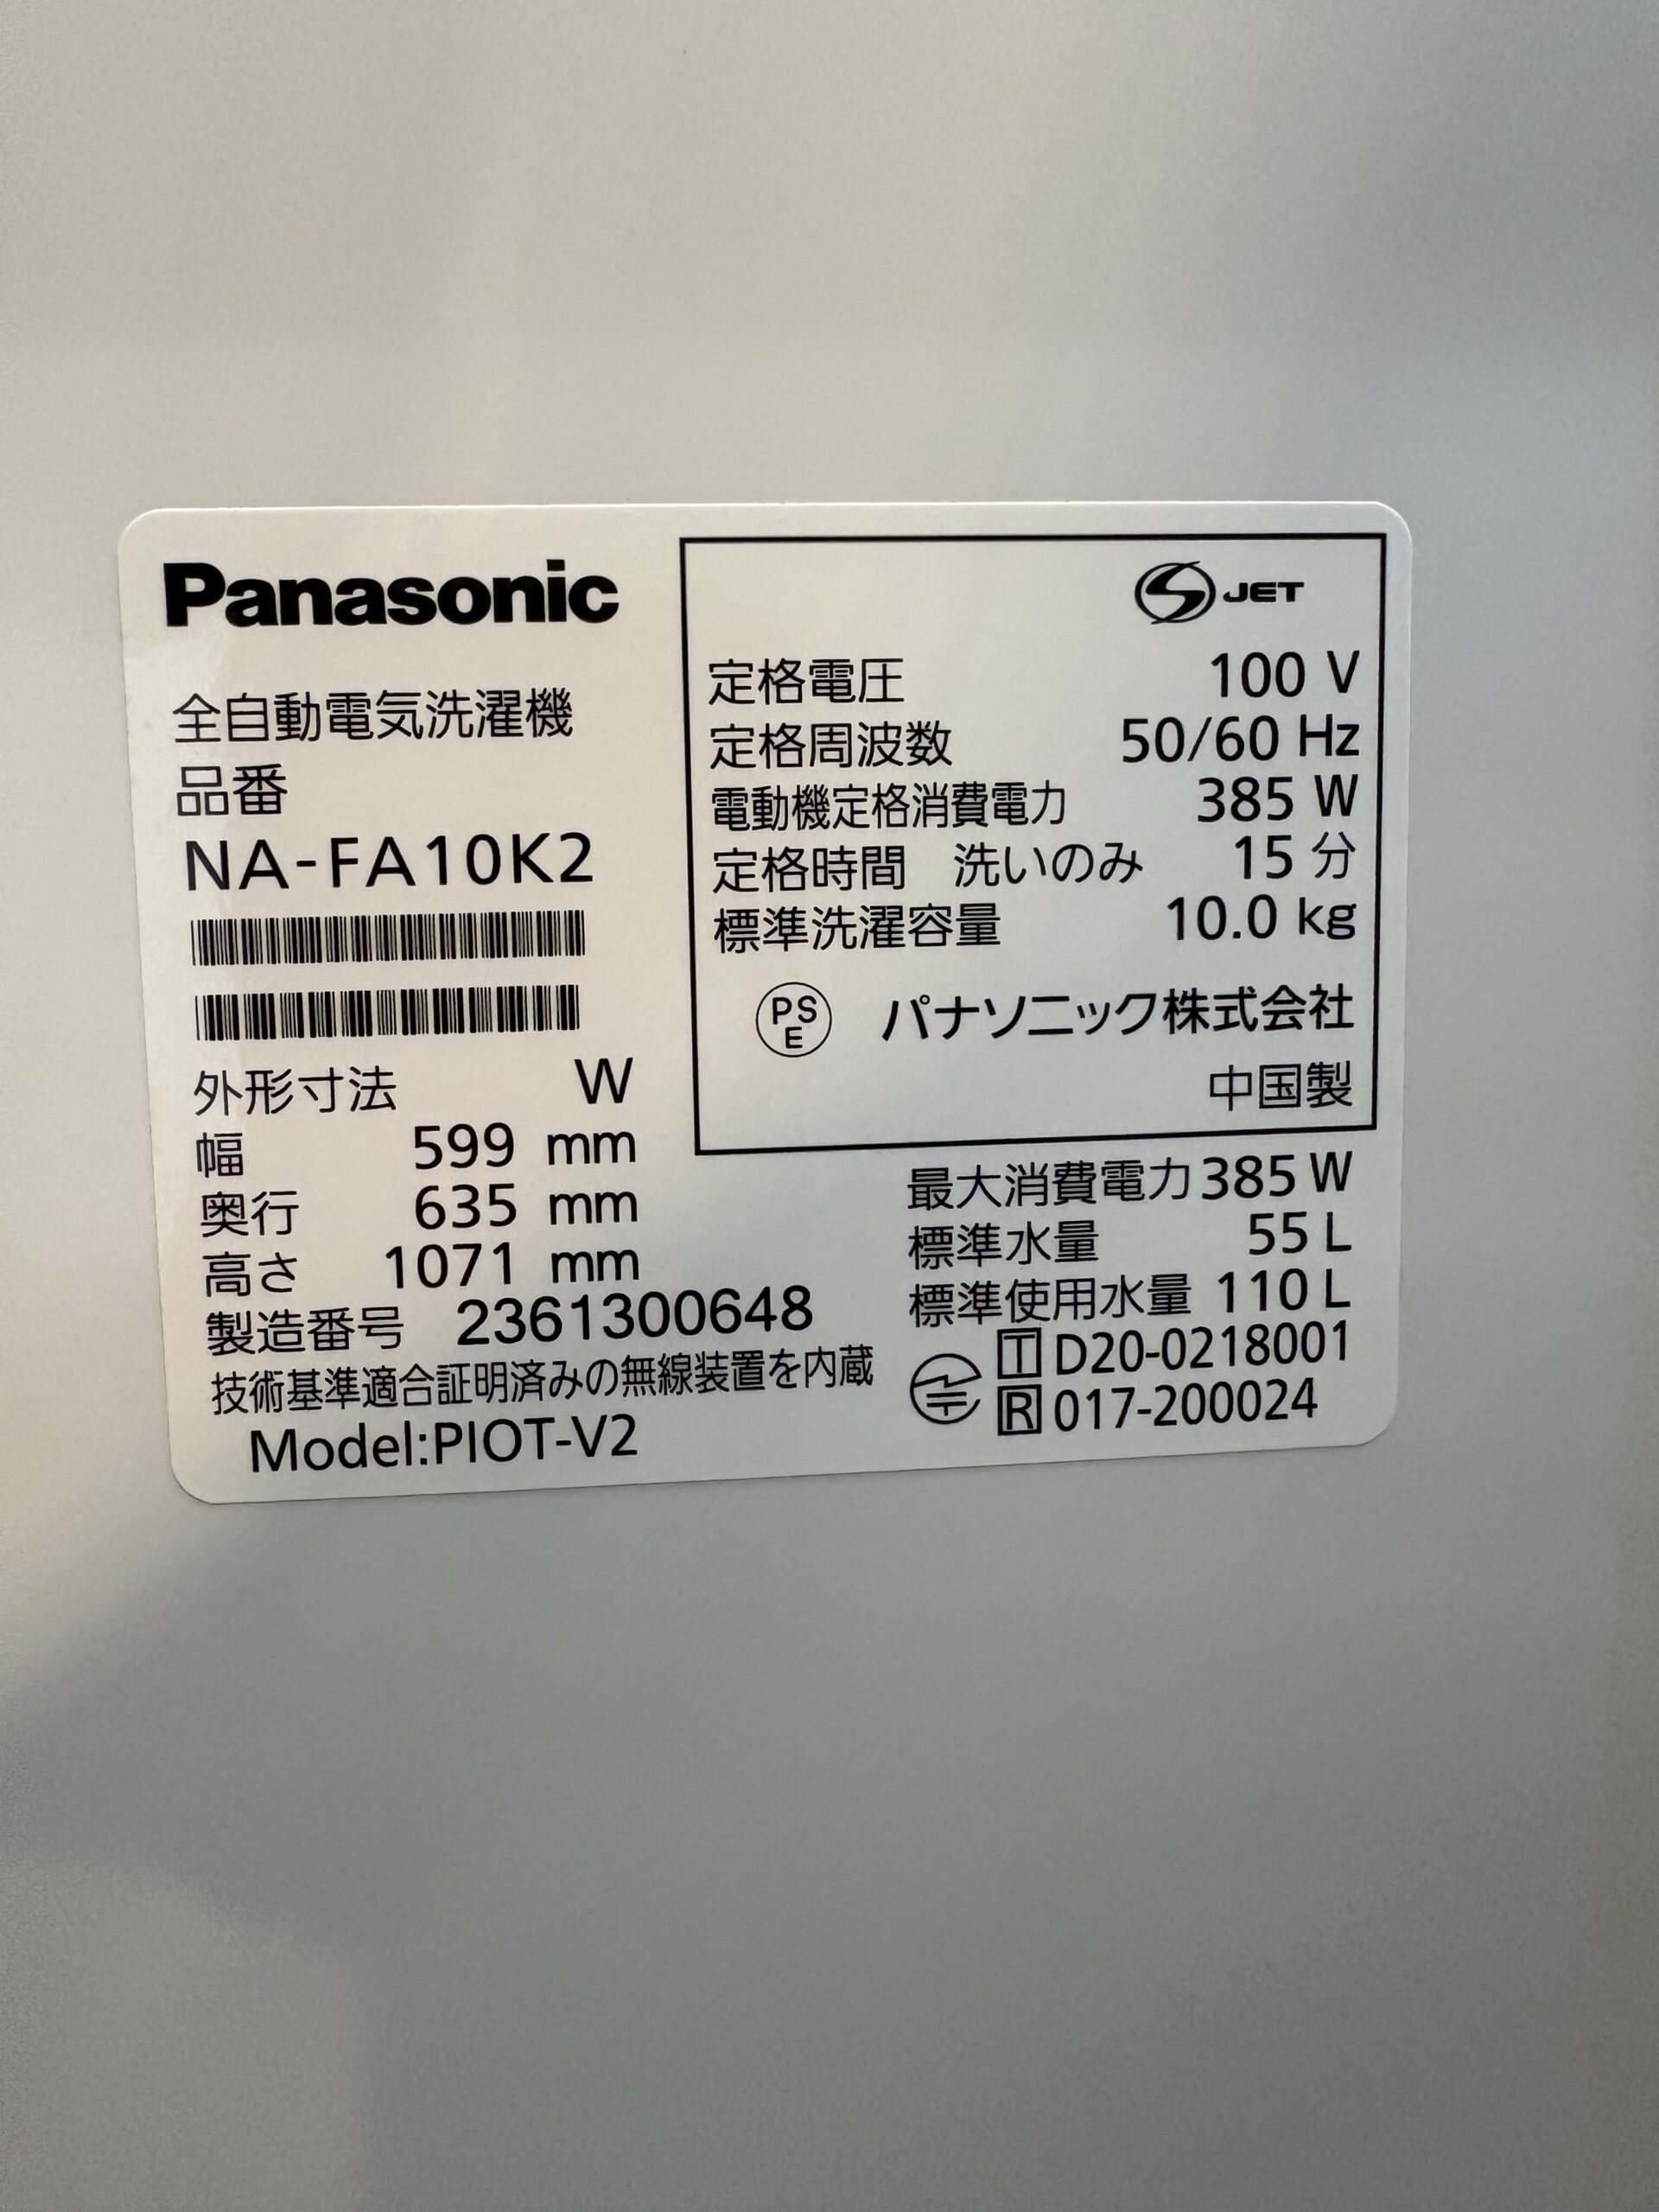 Panasonic
全自動電気洗濯機
品番
NA-FA10K2
外形寸法 W
幅 599 mm
奥行 635 mm
高さ 1071 mm
製造番号 2361300648
技術基準適合証明済みの無線装置を内蔵
Model:PIOT-V2
S JET
定格電圧 100 V
定格周波数 50/60 Hz
電動機定格消費電力 385 W
定格時間 洗いのみ 15 分
標準洗濯容量 10.0 kg
PS
E パナソニック株式会社
中国製
最大消費電力 385 W
標準水量 55 L
標準使用水量 110 L
T D20-0218001
R 017-200024